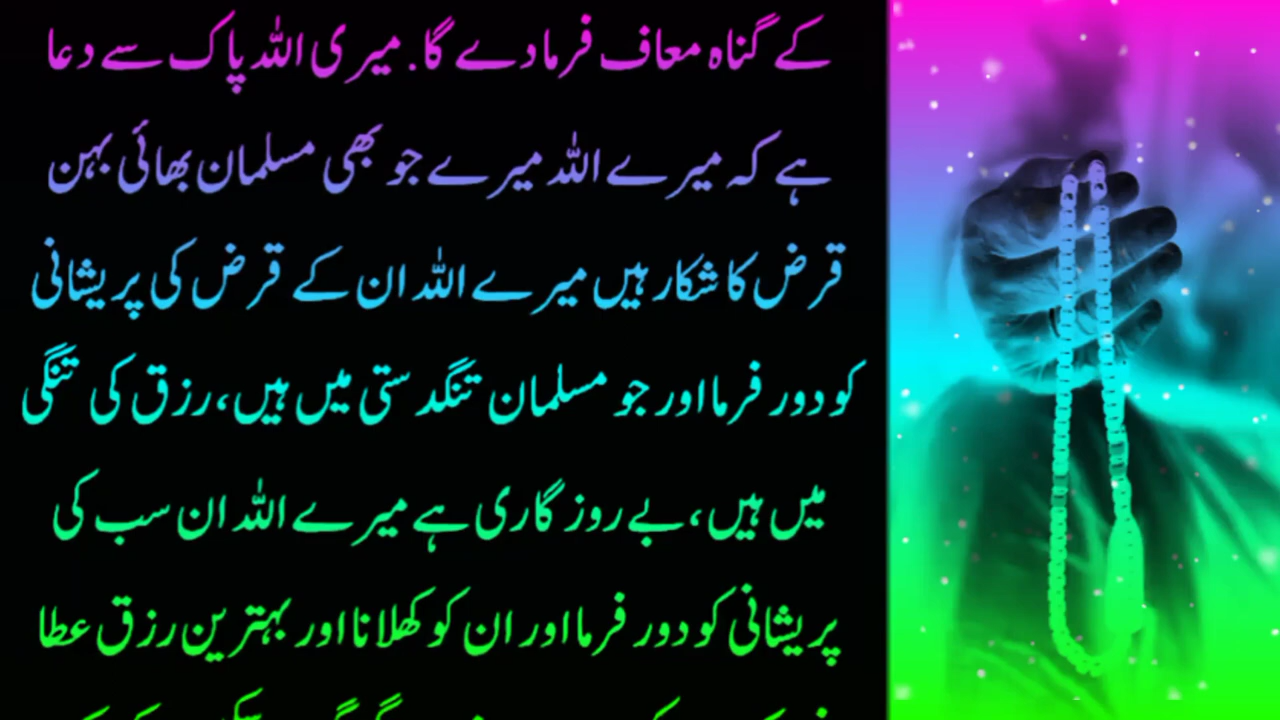 کے گناہ معاف فرمادے گا. میری اللہ پاک سے دعا
ہے کہ میرے اللہ میرے جو بھی مسلمان بھائی بہن
قرض کا شکار ہیں میرے اللہ ان کے قرض کی پریشانی
کو دور فرما اور جو مسلمان تنگدستی میں ہیں، رزق کی تنگی
میں ہیں، بے روز گاری ہے میرے اللہ ان سب کی
پریشانی کو دور فرما اور ان کو کھلانا اور بہترین رزق عطا